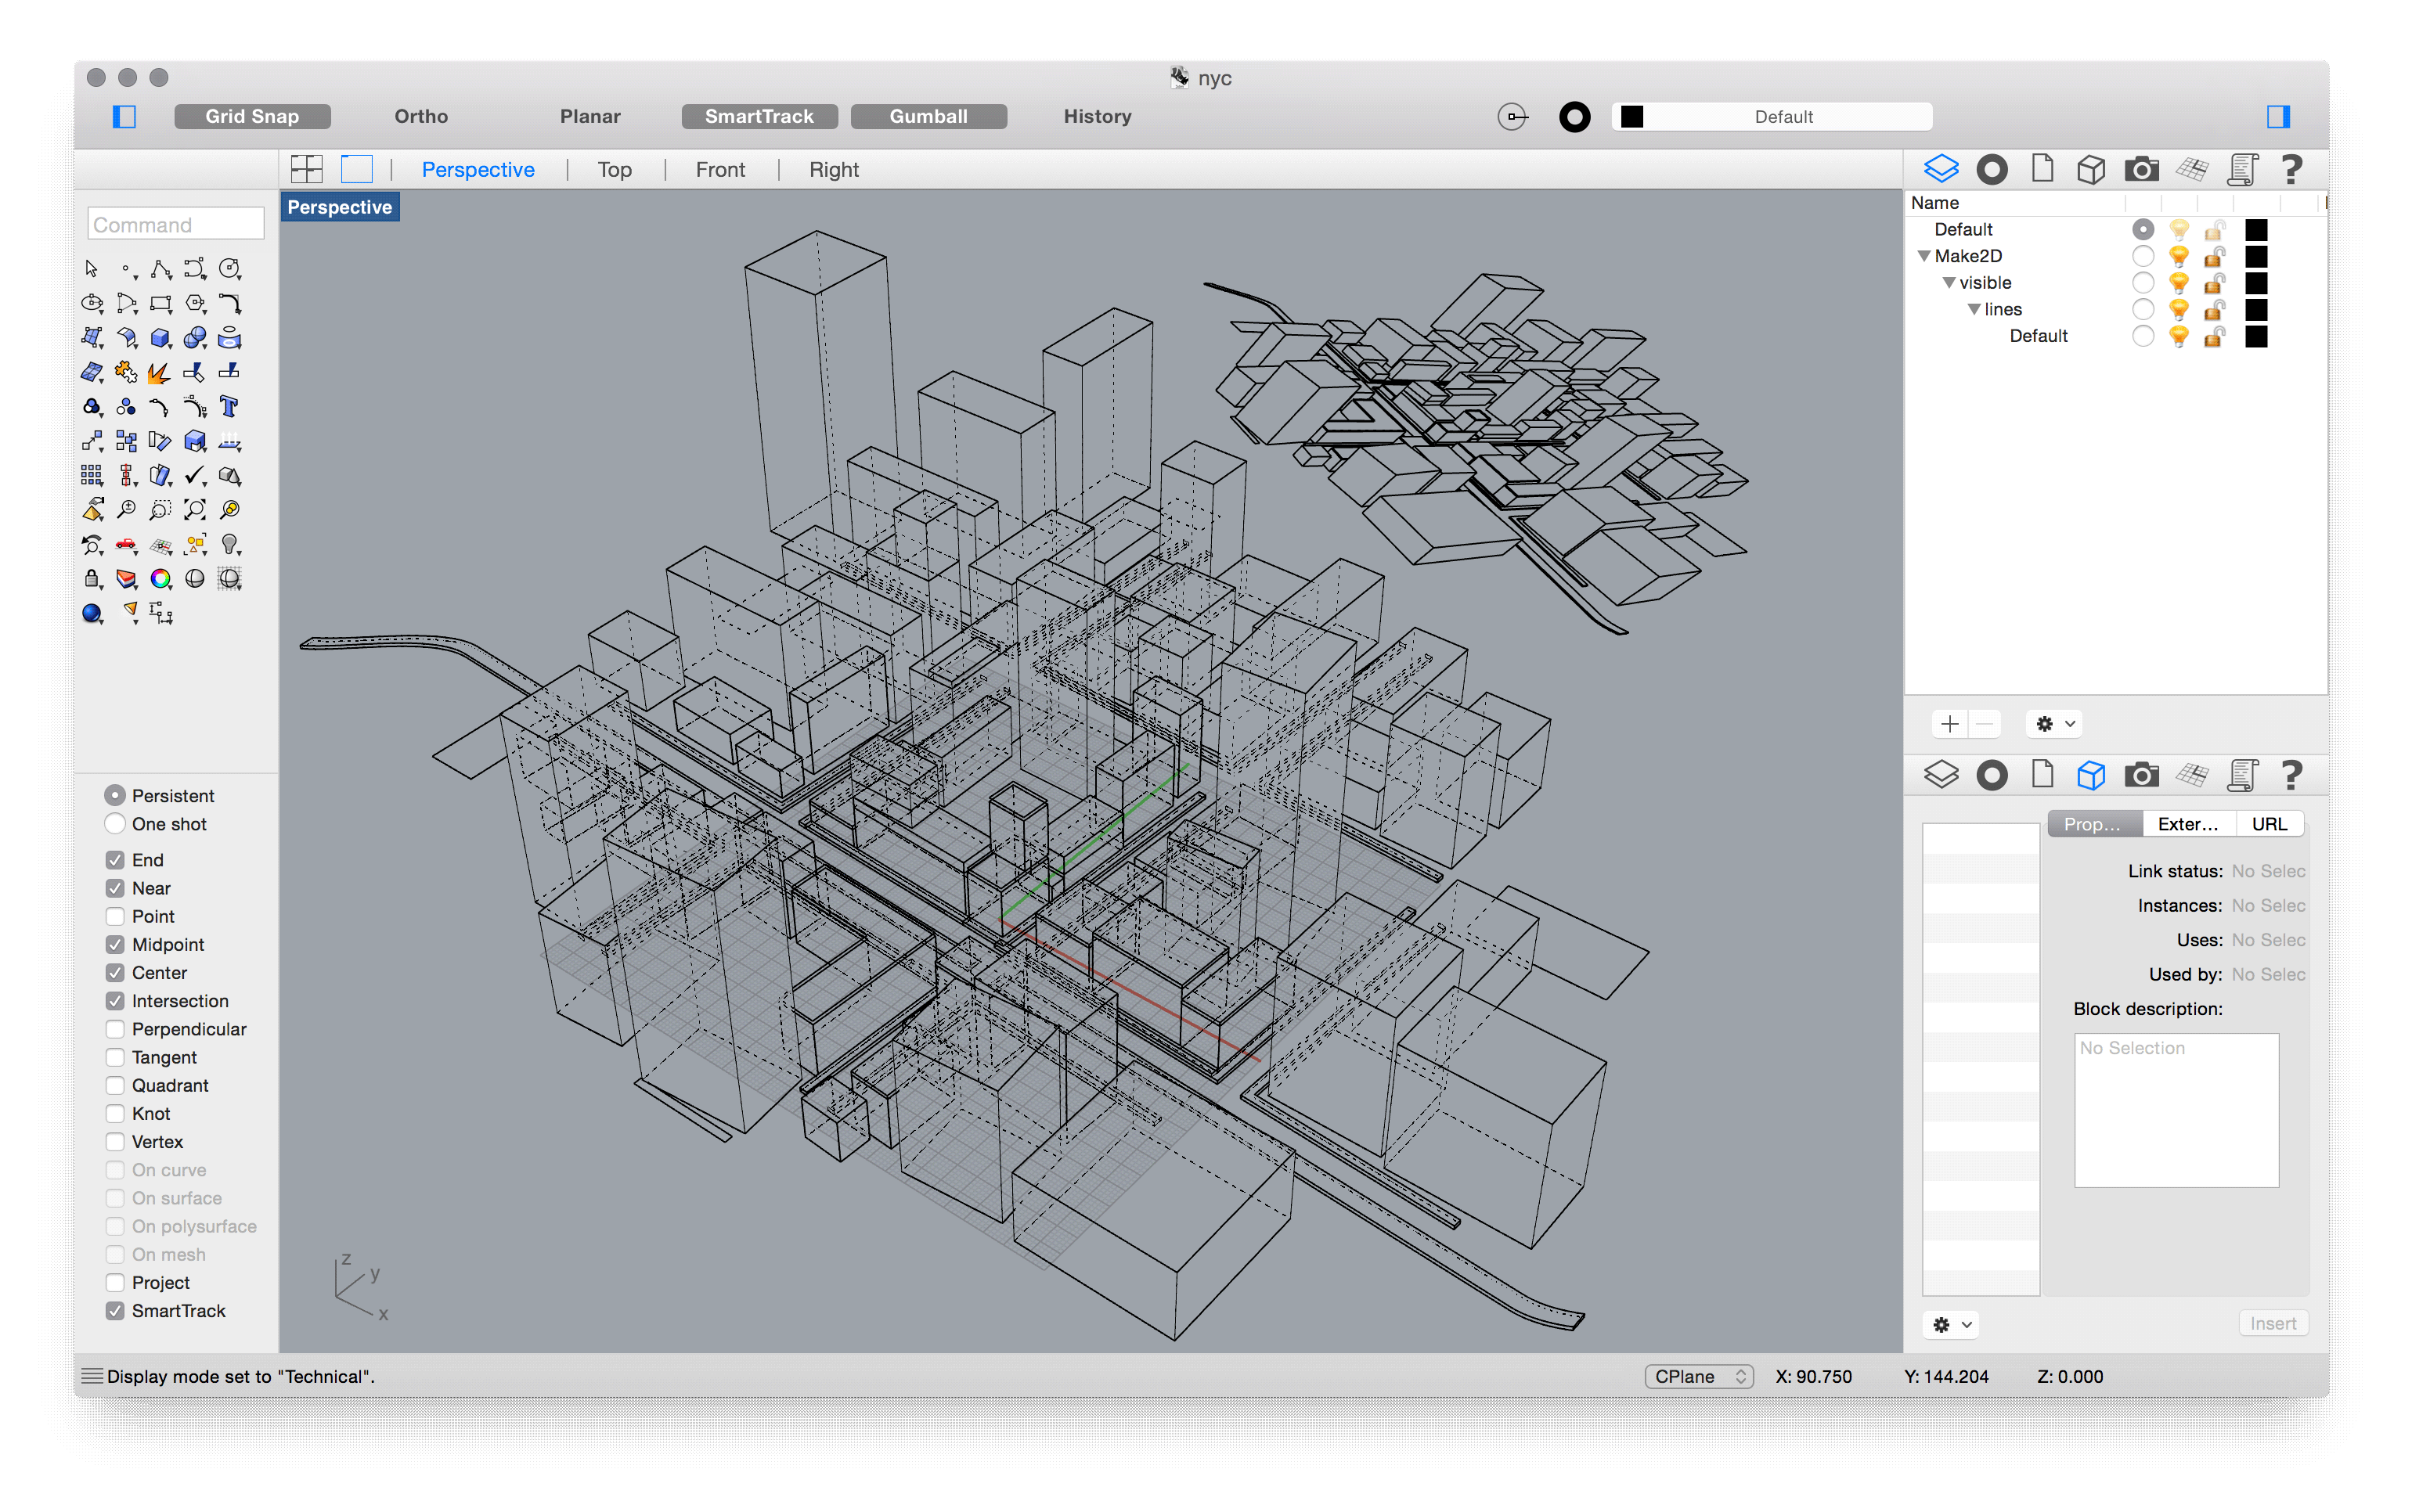 nyc
Grid Snap Ortho Planar SmartTrack Gumball History Default
Perspective Top Front Right
Perspective
Command
Name
Default
Make2D
visible
lines
Default
Persistent
One shot
End
Near
Point
Midpoint
Center
Intersection
Perpendicular
Tangent
Quadrant
Knot
Vertex
On curve
On surface
On polysurface
On mesh
Project
SmartTrack
z
y
x
Prop... Exter... URL
Link status: No Selec
Instances: No Selec
Uses: No Selec
Used by: No Selec
Block description:
No Selection
Insert
Display mode set to "Technical". CPlane X: 90.750 Y: 144.204 Z: 0.000